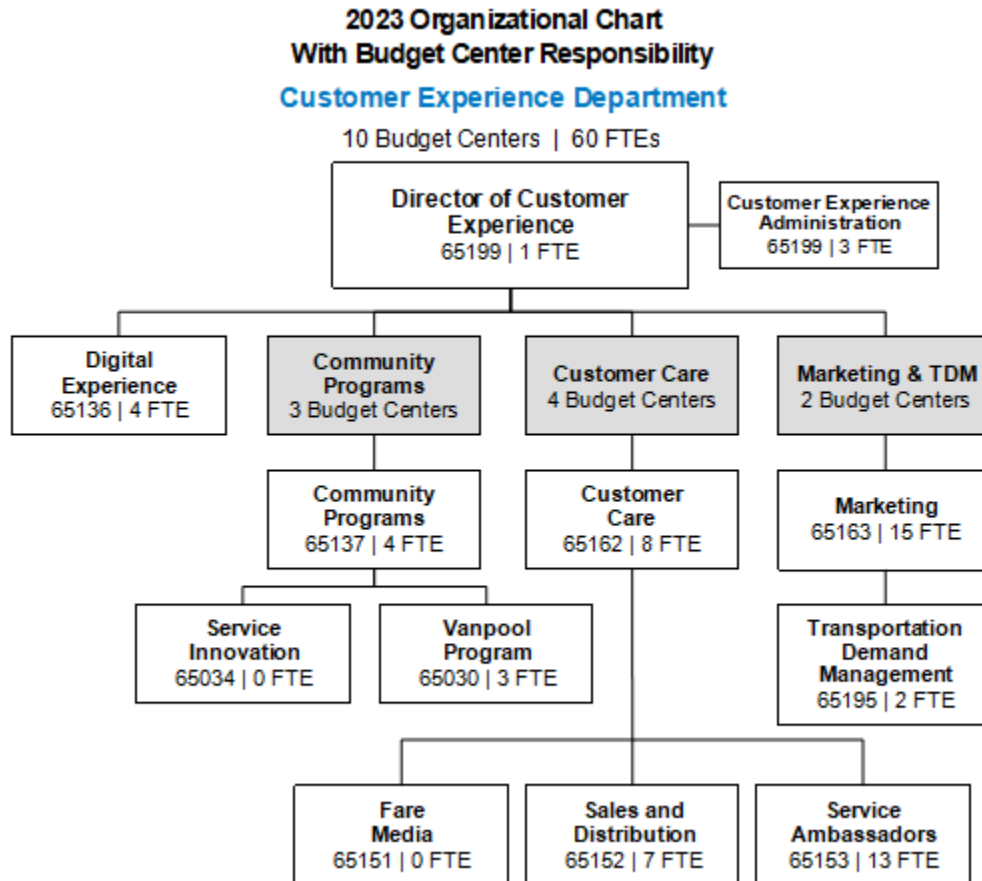 2023 Organizational Chart
With Budget Center Responsibility
Customer Experience Department
10 Budget Centers | 60 FTEs
Director of Customer
Experience
65199 | 1 FTE
Customer Experience
Administration
65199 | 3 FTE
Digital
Experience
65136 | 4 FTE
Community
Programs
3 Budget Centers
Customer Care
4 Budget Centers
Marketing & TDM
2 Budget Centers
Community
Programs
65137 | 4 FTE
Customer
Care
65162 | 8 FTE
Marketing
65163 | 15 FTE
Service
Innovation
65034 | 0 FTE
Vanpool
Program
65030 | 3 FTE
Transportation
Demand
Management
65195 | 2 FTE
Fare
Media
65151 | 0 FTE
Sales and
Distribution
65152 | 7 FTE
Service
Ambassadors
65153 | 13 FTE